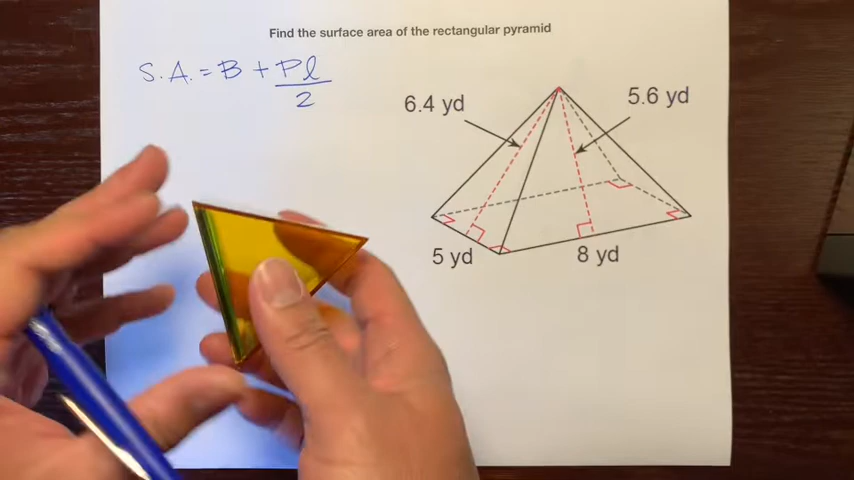 Find the surface area of the rectangular pyramid
S.A. = B + Pl
2
6.4 yd
5.6 yd
5 yd
8 yd